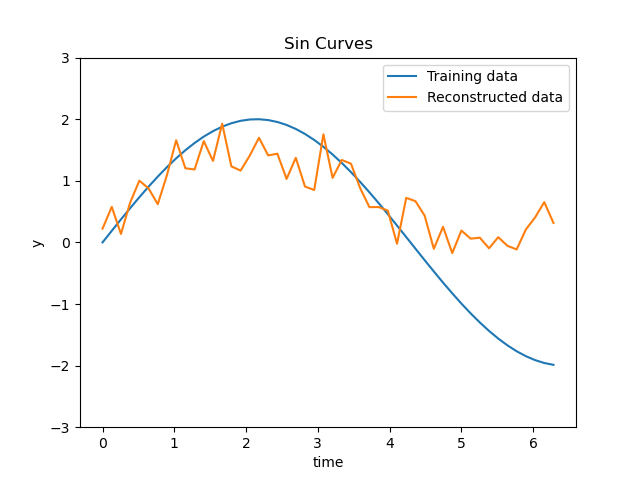 Sin Curves
Training data
Reconstructed data
3
2
1
0
−1
−2
−3
y
0 1 2 3 4 5 6
time